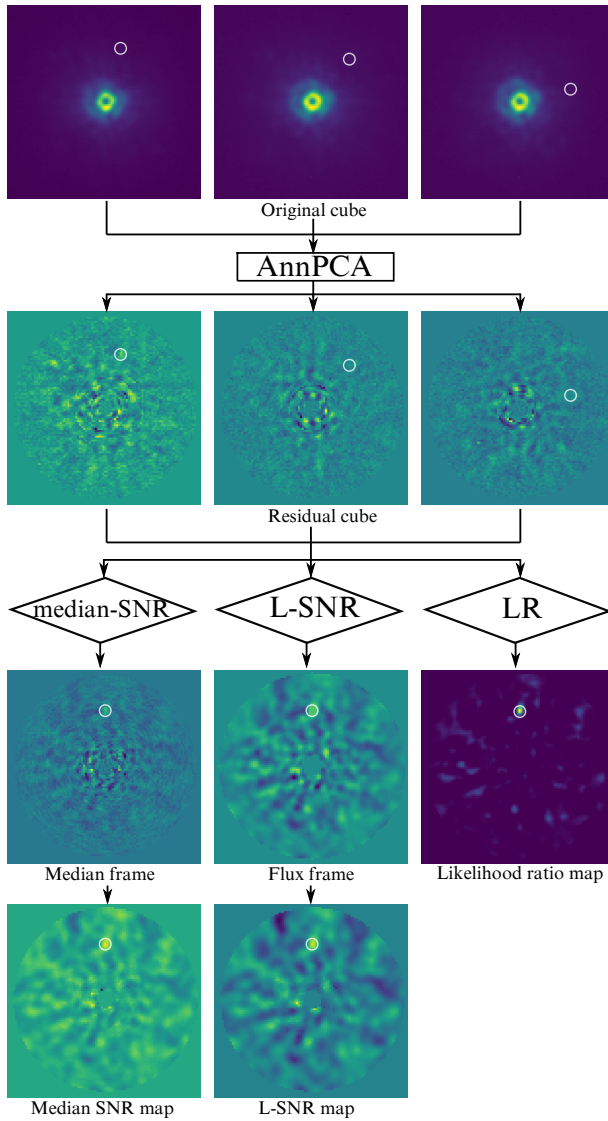 Original cube
AnnPCA
Residual cube
median-SNR L-SNR LR
Median frame Flux frame Likelihood ratio map
Median SNR map L-SNR map